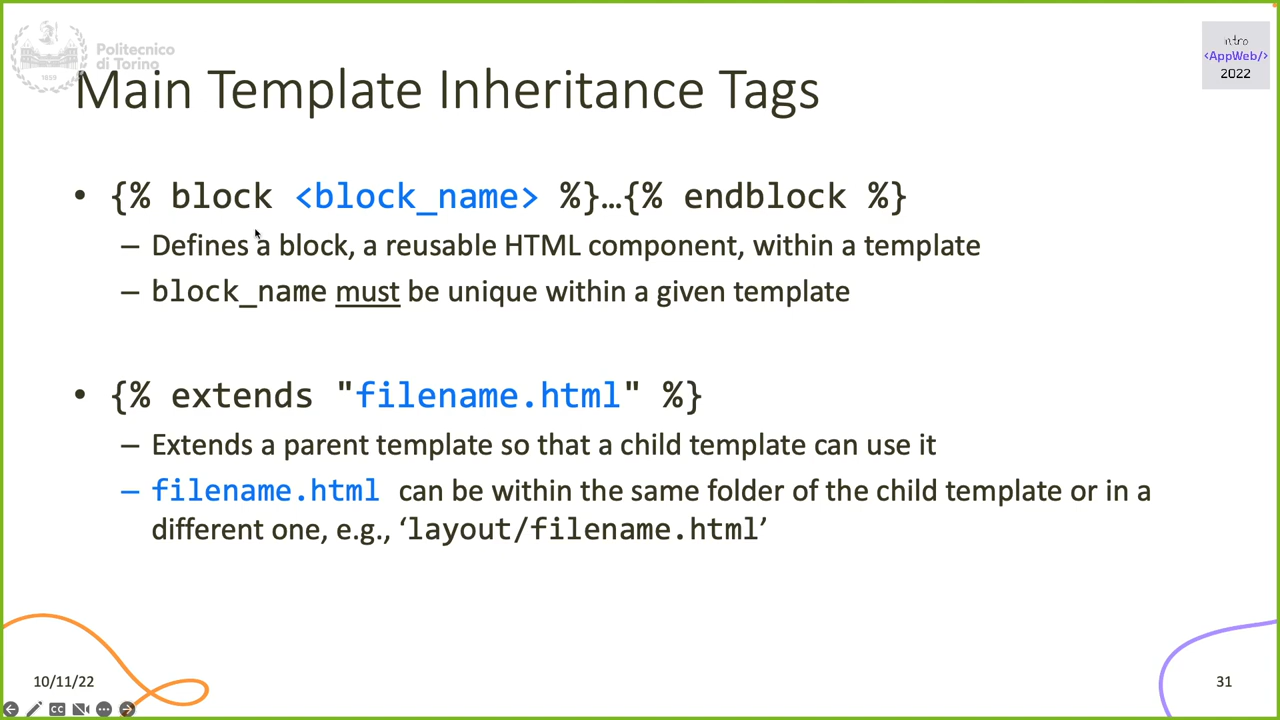 Politecnico
di Torino
1859
intro
<AppWeb/>
2022
Main Template Inheritance Tags
• {% block <block_name> %}…{% endblock %}
– Defines a block, a reusable HTML component, within a template
– block_name must be unique within a given template
• {% extends "filename.html" %}
– Extends a parent template so that a child template can use it
– filename.html can be within the same folder of the child template or in a
different one, e.g., ‘layout/filename.html’
10/11/22
31
CC